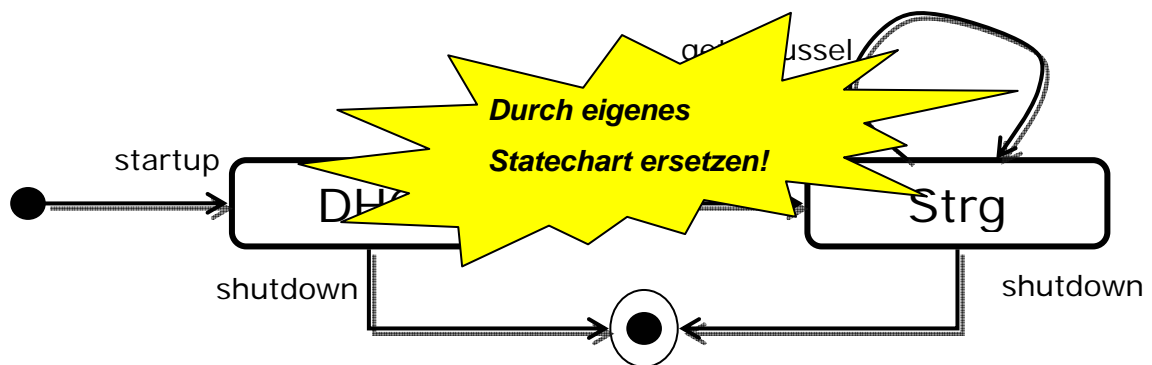 Durch eigenes
Statechart ersetzen!
startup
Strg
shutdown
shutdown